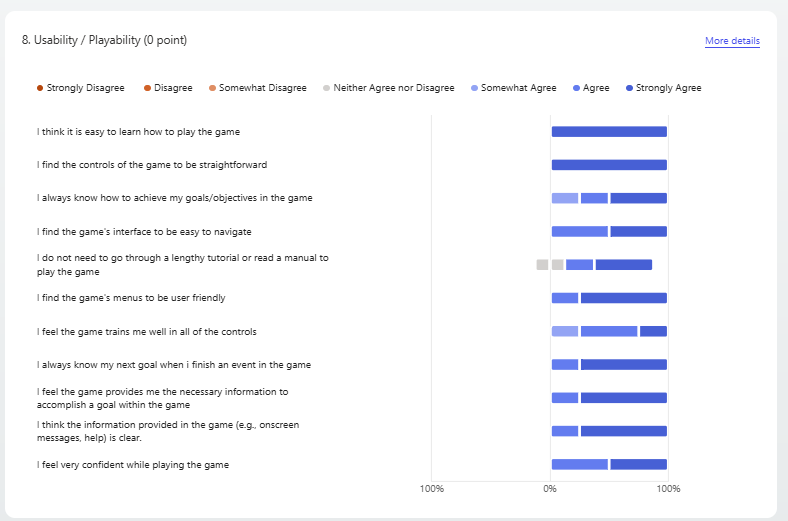 8. Usability / Playability (0 point)
More details
Strongly Disagree
Disagree
Somewhat Disagree
Neither Agree nor Disagree
Somewhat Agree
Agree
Strongly Agree
I think it is easy to learn how to play the game
I find the controls of the game to be straightforward
I always know how to achieve my goals/objectives in the game
I find the game's interface to be easy to navigate
I do not need to go through a lengthy tutorial or read a manual to
play the game
I find the game's menus to be user friendly
I feel the game trains me well in all of the controls
I always know my next goal when i finish an event in the game
I feel the game provides me the necessary information to
accomplish a goal within the game
I think the information provided in the game (e.g., onscreen
messages, help) is clear.
I feel very confident while playing the game
100%
0%
100%